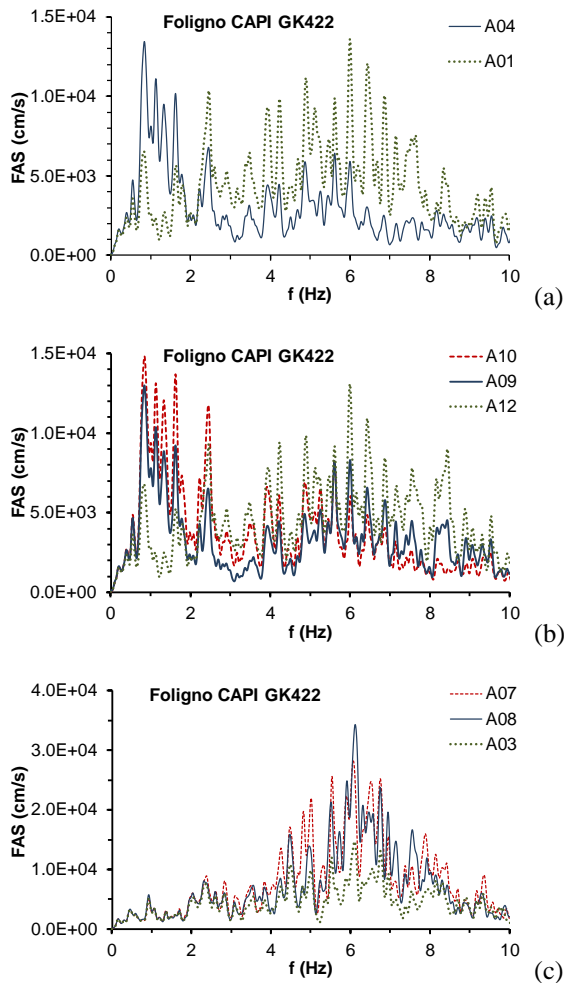 Foligno CAPI GK422
A04
A01
FAS (cm/s)
1.5E+04
1.0E+04
5.0E+03
0.0E+00
0 2 4 6 8 10
f (Hz)
(a)
Foligno CAPI GK422
A10
A09
A12
FAS (cm/s)
1.5E+04
1.0E+04
5.0E+03
0.0E+00
0 2 4 6 8 10
f (Hz)
(b)
Foligno CAPI GK422
A07
A08
A03
FAS (cm/s)
4.0E+04
3.0E+04
2.0E+04
1.0E+04
0.0E+00
0 2 4 6 8 10
f (Hz)
(c)